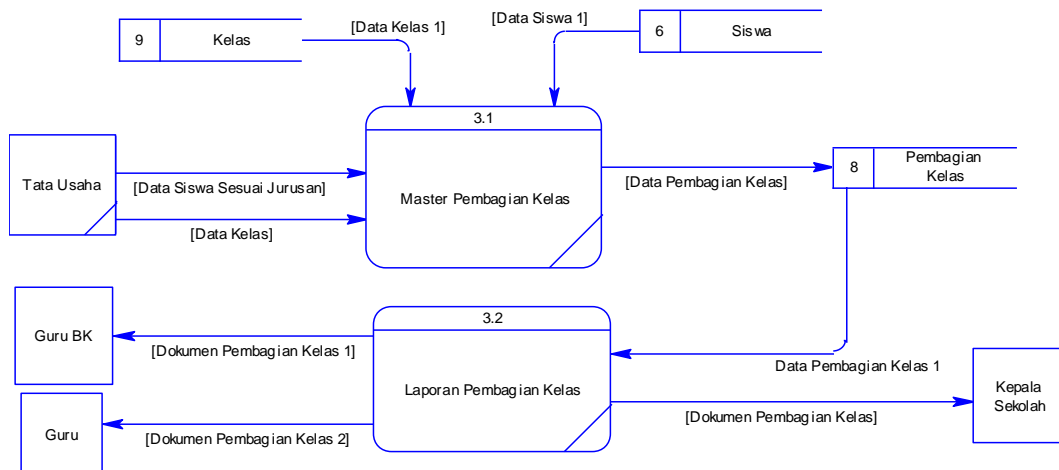 [Data Kelas 1]
[Data Siswa 1]
9
Kelas
6
Siswa
3.1
Tata Usaha
[Data Siswa Sesuai Jurusan]
[Data Kelas]
Master Pembagian Kelas
[Data Pembagian Kelas]
8
Pembagian
Kelas
3.2
Guru BK
[Dokumen Pembagian Kelas 1]
Laporan Pembagian Kelas
Data Pembagian Kelas 1
Kepala
Sekolah
[Dokumen Pembagian Kelas]
Guru
[Dokumen Pembagian Kelas 2]